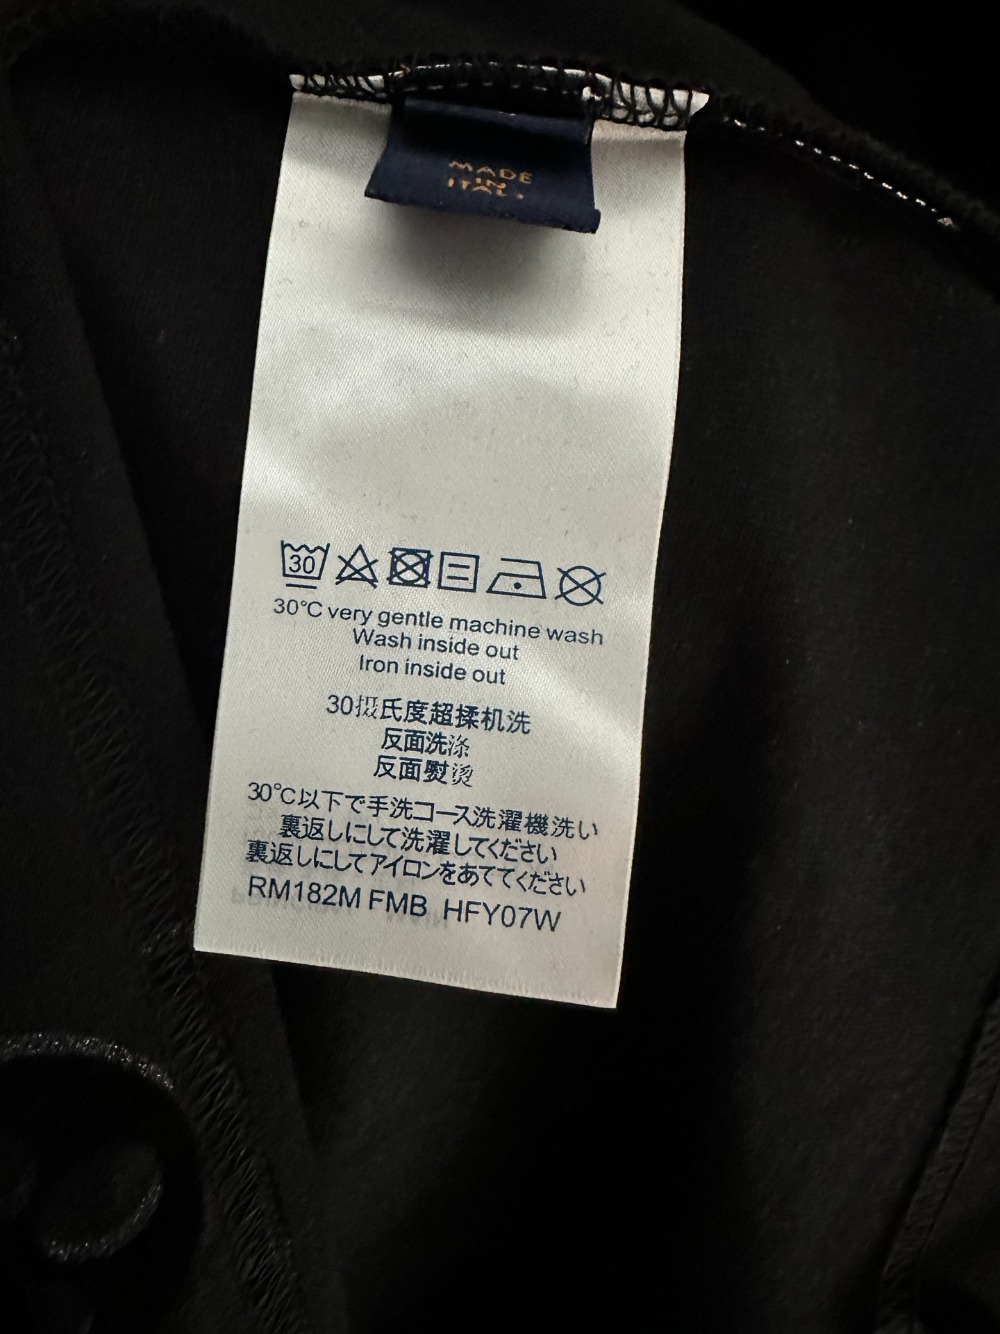 MADE
IN
ITALY
30
30°C very gentle machine wash
Wash inside out
Iron inside out
30摄氏度超揉机洗
反面洗涤
反面熨烫
30°C以下で手洗コース洗濯機洗い
裏返しにして洗濯してください
裏返しにしてアイロンをあててください
RM182M FMB HFY07W